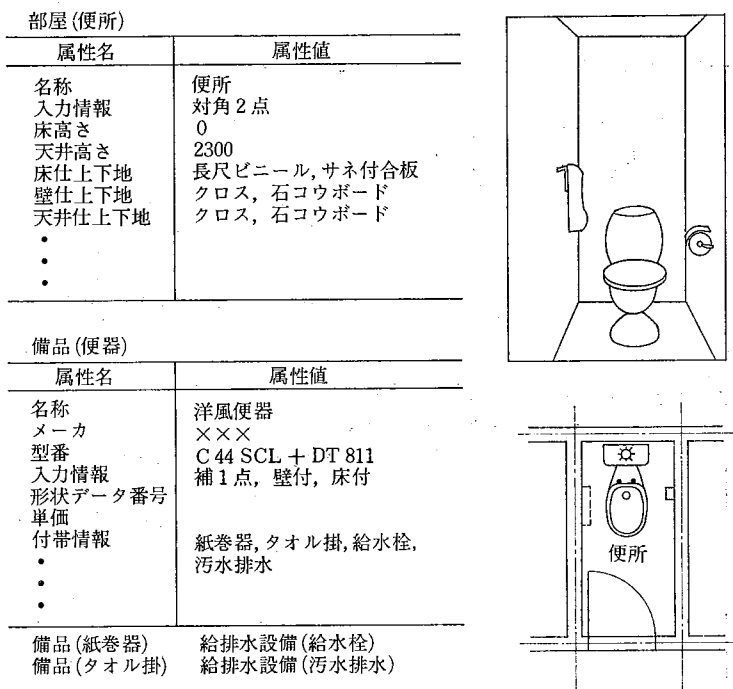 部屋(便所)
属性名 属性値
名称 便所
入力情報 対角2点
床高さ 0
天井高さ 2300
床仕上下地 長尺ビニール,サネ付合板
壁仕上下地 クロス,石コウボード
天井仕上下地 クロス,石コウボード
・
・
・
備品(便器)
属性名 属性値
名称 洋風便器
メーカ ×××
型番 C 44 SCL + DT 811
入力情報 補1点,壁付,床付
形状データ番号
単価
付帯情報 紙巻器,タオル掛,給水栓,
・ 汚水排水
・
・
備品(紙巻器) 給排水設備(給水栓)
備品(タオル掛) 給排水設備(汚水排水)
便所